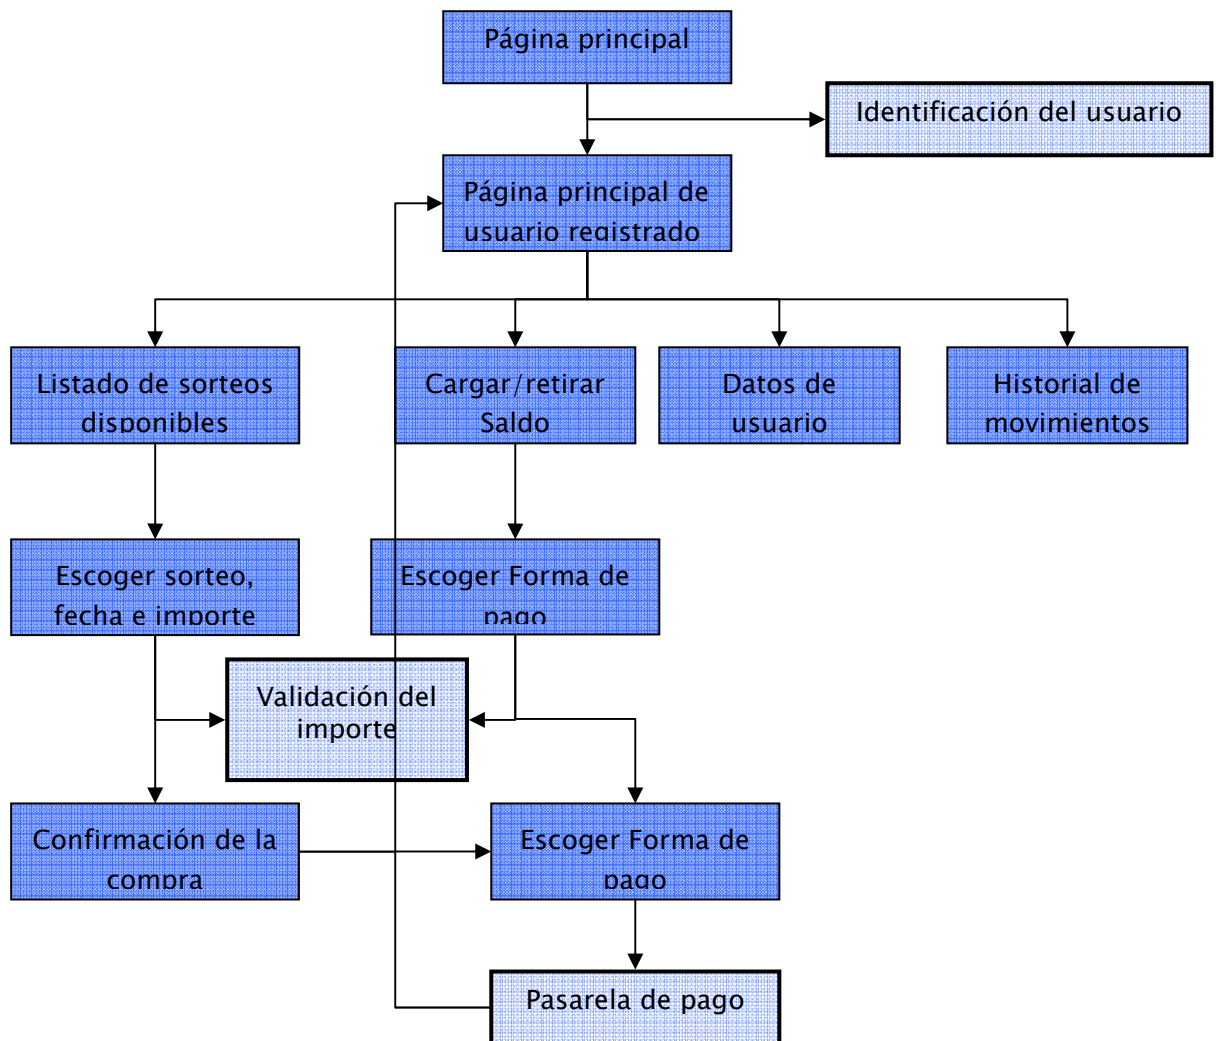 Página principal
Identificación del usuario
Página principal de
usuario registrado
Listado de sorteos
disponibles
Cargar/retirar
Saldo
Datos de
usuario
Historial de
movimientos
Escoger sorteo,
fecha e importe
Escoger Forma de
pago
Validación del
importe
Confirmación de la
compra
Escoger Forma de
pago
Pasarela de pago